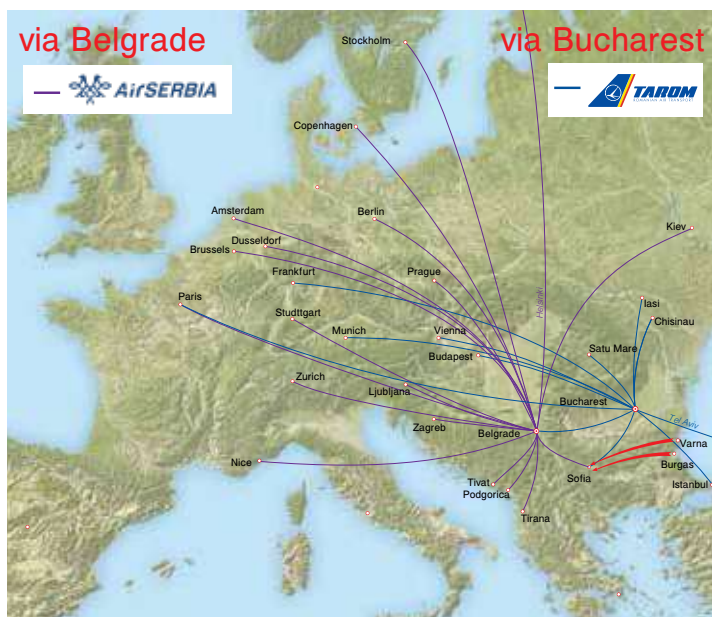 via Belgrade
AirSERBIA
via Bucharest
TAROM
ROMANIAN AIR TRANSPORT
Stockholm
Copenhagen
Amsterdam
Berlin
Kiev
Dusseldorf
Brussels
Frankfurt
Prague
Helsinki
Paris
Iasi
Studttgart
Chisinau
Munich
Vienna
Satu Mare
Budapest
Zurich
Ljubljana
Bucharest
Zagreb
Belgrade
Tel Aviv
Varna
Nice
Burgas
Sofia
Tivat
Istanbul
Podgorica
Tirana